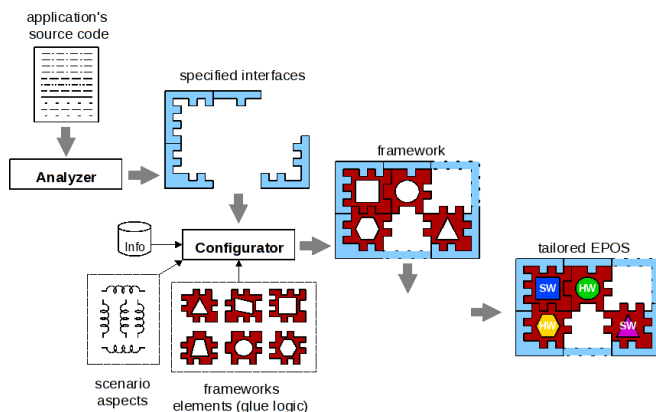 application's
source code
specified interfaces
framework
Analyzer
Info
Configurator
tailored EPOS
SW
HW
HW
SW
scenario
aspects
frameworks
elements (glue logic)